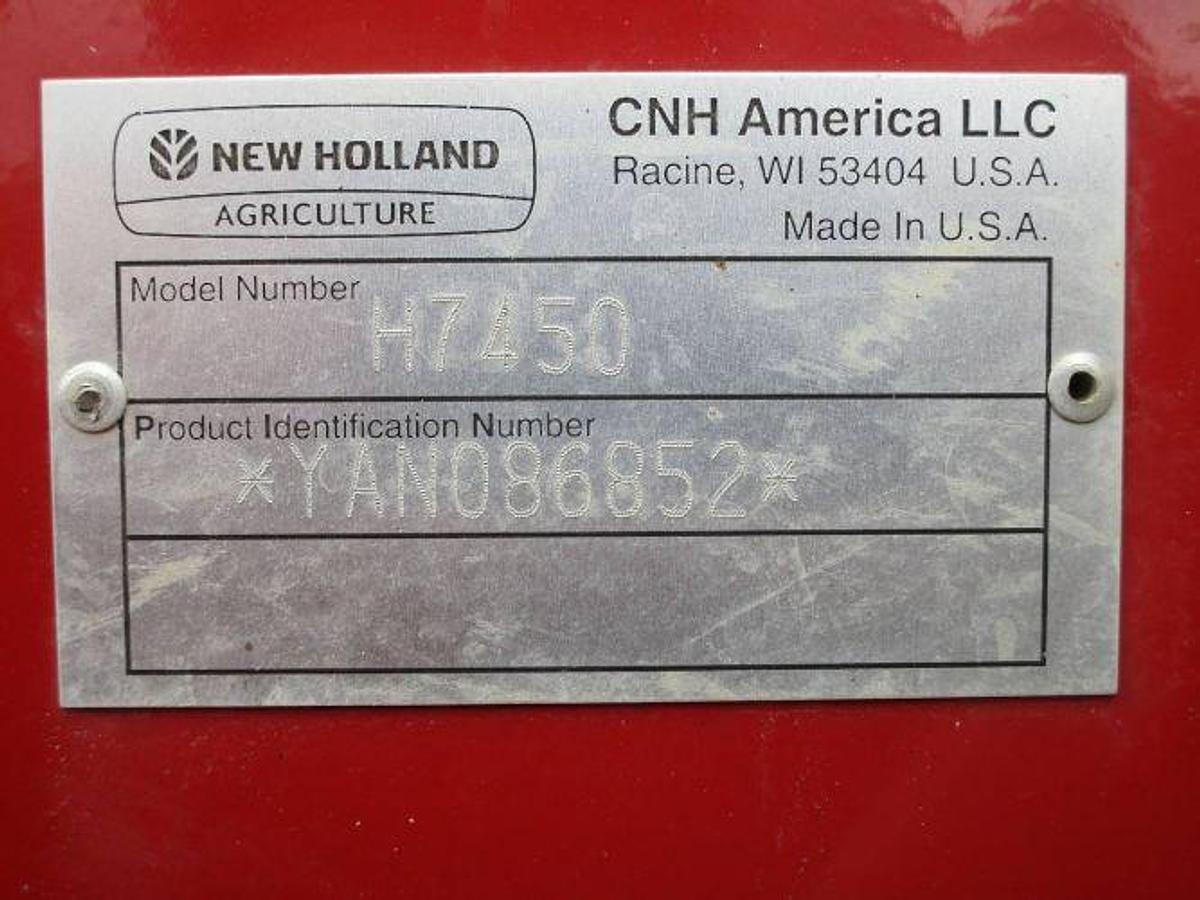 NEW HOLLAND
AGRICULTURE
CNH America LLC
Racine, WI 53404 U.S.A.
Made In U.S.A.
Model Number
H7450
Product Identification Number
*YAN086852*